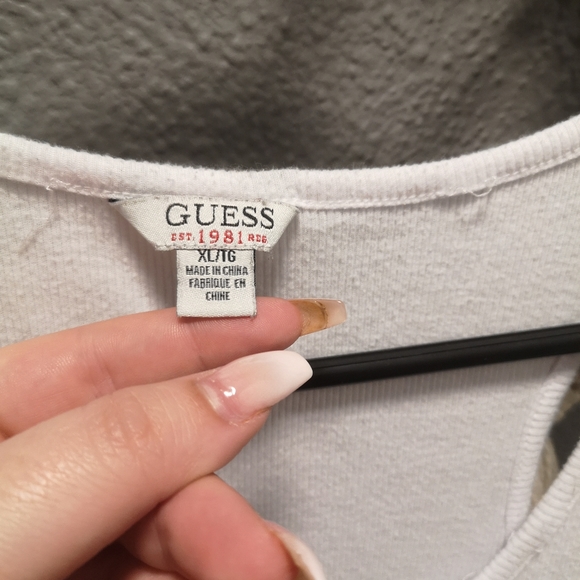 GUESS
EST. 1981 REG
XL/TG
MADE IN CHINA
FABRIQUE EN
CHINE